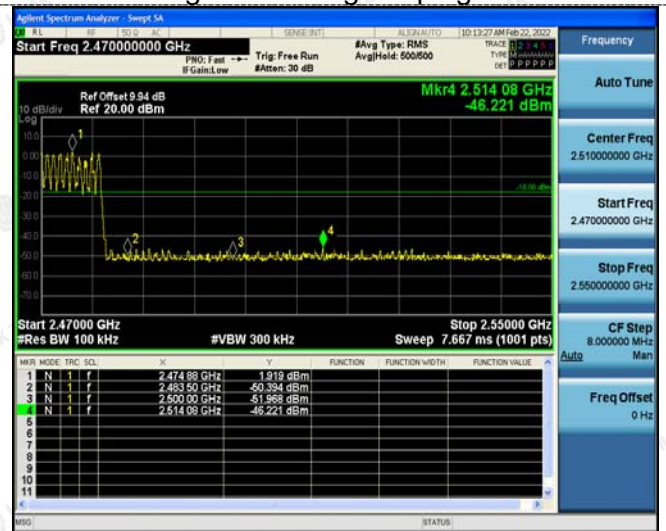 Agilent Spectrum Analyzer - Swept SA
RL RF 50 Ω AC SENSE:INT ALIGNAUTO 10:13:27 AM Feb 22, 2022
Start Freq 2.470000000 GHz
PNO: Fast
IFGain:Low
Trig: Free Run
#Atten: 30 dB
#Avg Type: RMS
Avg|Hold: 500/500
TRACE 1 2 3 4 5 6
TYPE
DET P P P P P P
Frequency
Ref Offset 9.94 dB
Ref 20.00 dBm
10 dB/div
Log
Mkr4 2.514 08 GHz
-46.221 dBm
10.0
0.00
-10.0
-20.0
-30.0
-40.0
-50.0
-60.0
-70.0
1
2
3
4
-18.08 dBm
Start 2.47000 GHz
Stop 2.55000 GHz
#Res BW 100 kHz
#VBW 300 kHz
Sweep 7.667 ms (1001 pts)
MKR MODE TRC SCL X Y FUNCTION FUNCTION WIDTH FUNCTION VALUE
1 N 1 f 2.474 88 GHz 1.919 dBm
2 N 1 f 2.483 50 GHz -50.394 dBm
3 N 1 f 2.500 00 GHz -51.968 dBm
4 N 1 f 2.514 08 GHz -46.221 dBm
5
6
7
8
9
10
11
MSG
STATUS
Auto Tune
Center Freq
2.510000000 GHz
Start Freq
2.470000000 GHz
Stop Freq
2.550000000 GHz
CF Step
8.000000 MHz
Auto Man
Freq Offset
0 Hz